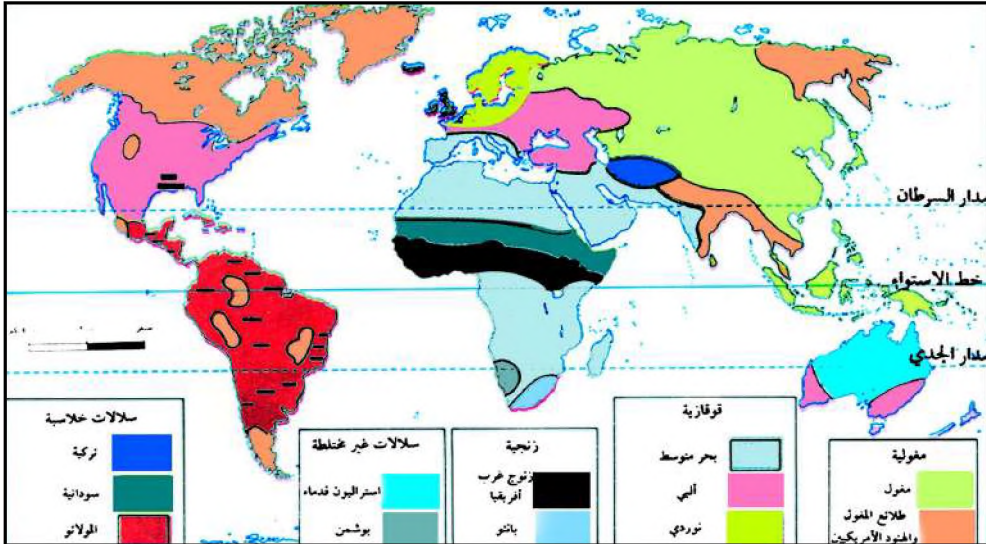 مدار السرطان
خط الاستواء
مدار الجدي
مغولية
مغول
طلائع المغول
والهنود الأمريكيين
قوقازية
بحر متوسط
ألبي
نوردي
زنجية
زنوج غرب
أفريقيا
بانتو
سلالات غير مختلطة
استراليون قدماء
بوشمن
سلالات خلاسية
تركية
سودانية
المولاتو